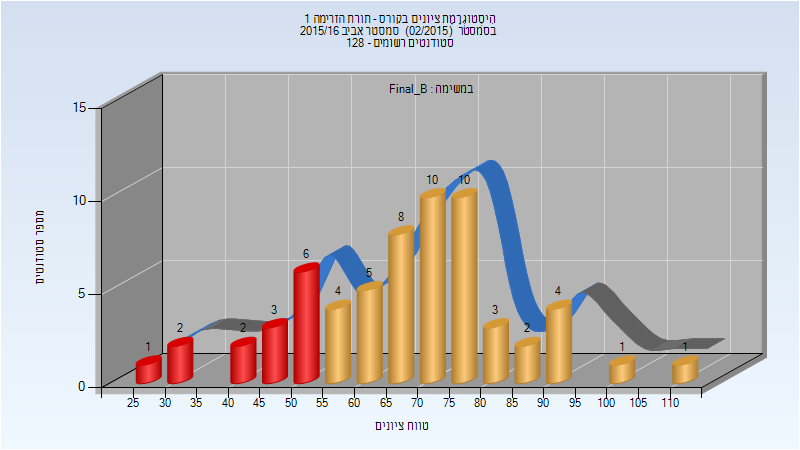 היסטוגרמת ציונים בקורס - תורת הזרימה 1
בסמסטר (02/2015) סמסטר אביב 2015/16
סטודנטים רשומים - 128
במשימה : Final_B
מספר סטודנטים
15
10
5
0
1
2
2
3
6
4
5
8
10
10
3
2
4
1
1
25 30 35 40 45 50 55 60 65 70 75 80 85 90 95 100 105 110
טווח ציונים